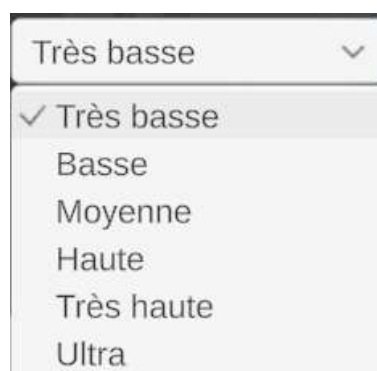 Très basse
Très basse
Basse
Moyenne
Haute
Très haute
Ultra